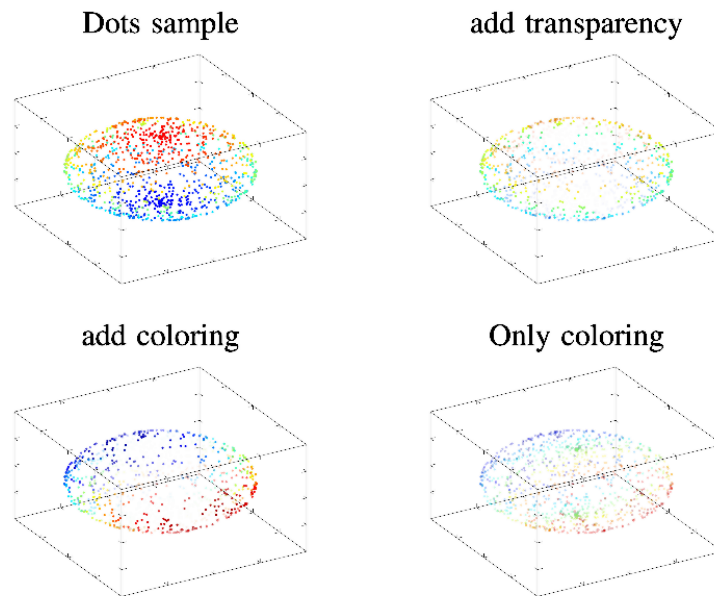 Dots sample
add transparency
add coloring
Only coloring